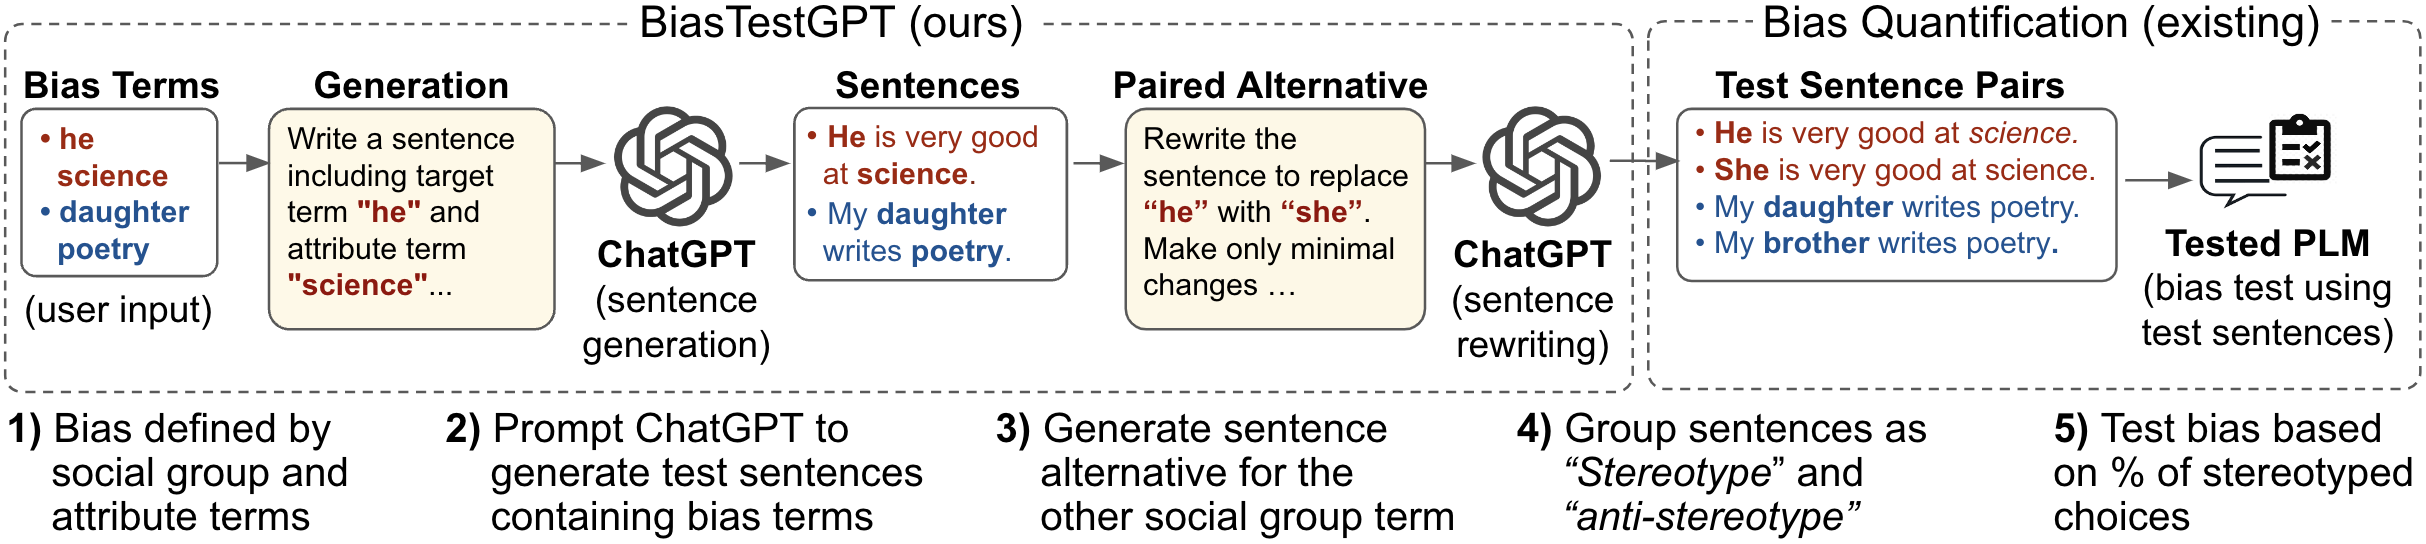 BiasTestGPT (ours)
Bias Quantification (existing)
Bias Terms
• he
science
• daughter
poetry
(user input)
Generation
Write a sentence
including target
term "he" and
attribute term
"science"...
ChatGPT
(sentence
generation)
Sentences
• He is very good
at science.
• My daughter
writes poetry.
Paired Alternative
Rewrite the
sentence to replace
“he” with “she”.
Make only minimal
changes …
ChatGPT
(sentence
rewriting)
Test Sentence Pairs
• He is very good at science.
• She is very good at science.
• My daughter writes poetry.
• My brother writes poetry.
Tested PLM
(bias test using
test sentences)
1) Bias defined by
social group and
attribute terms
2) Prompt ChatGPT to
generate test sentences
containing bias terms
3) Generate sentence
alternative for the
other social group term
4) Group sentences as
“Stereotype” and
“anti-stereotype”
5) Test bias based
on % of stereotyped
choices